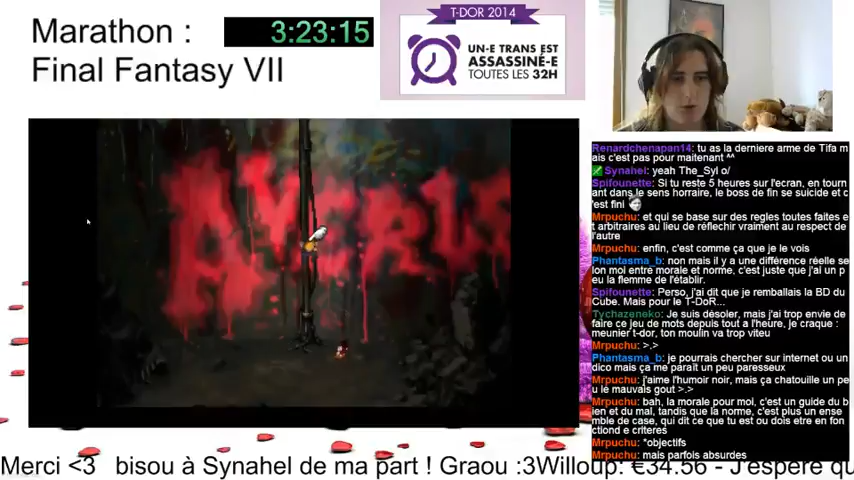 Marathon :
3:23:15
Final Fantasy VII
T-DOR 2014
UN-E TRANS EST
ASSASSINÉ-E
TOUTES LES 32H
Renardchenapan14: tu as la derniere arme de Tifa m
ais c'est pas pour maitenant ^^
Synahel: yeah The_Syl o/
Spifounette: Si tu reste 5 heures sur l'ecran, en tourn
ant dans le sens horraire, le boss de fin se suicide et c
'est fini
Mrpuchu: et qui se base sur des regles toutes faites e
t arbitraires au lieu de réflechir vraiment au respect de
l'autre
Mrpuchu: enfin, c'est comme ça que je le vois
Phantasma_b: non mais il y a une différence réelle se
lon moi entre morale et norme, c'est juste que j'ai un p
eu la flemme de l'établir.
Spifounette: Perso, j'ai dit que je remballais la BD du
Cube. Mais pour le T-DoR...
Tychazeneko: Je suis désoler, mais j'ai trop envie de
faire ce jeu de mots depuis tout a l'heure, je craque :
meunier t-dor, ton moulin va trop viteu
Mrpuchu: >.>
Phantasma_b: je pourrais chercher sur internet ou un
dico mais ça me paraît un peu paresseux
Mrpuchu: j'aime l'humoir noir, mais ça chatouille un pe
u le mauvais gout >.>
Mrpuchu: bah, la morale pour moi, c'est un guide du b
ien et du mal, tandis que la norme, c'est plus un ense
mble de case, qui dit ce que tu est ou dois etre en fon
ctiond e criteres
Mrpuchu: *objectifs
Mrpuchu: mais parfois absurdes
Merci <3 bisou à Synahel de ma part ! Graou :3Willoup: €34.56 - J'espère qu